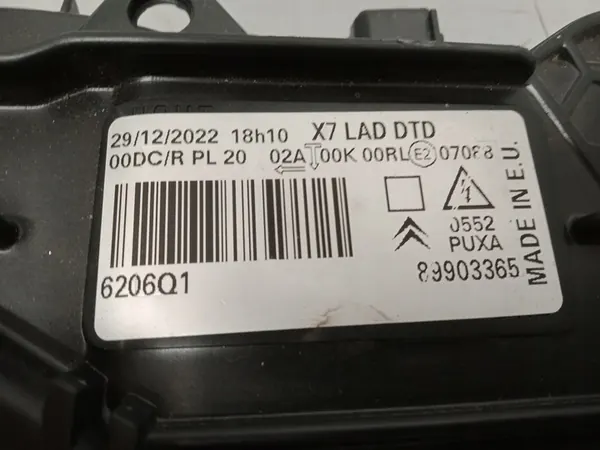 29/12/2022 18h10 X7 LAD DTD
00DC/R PL 20 02A 00K 00RL E2 07088
0552
PUXA
6206Q1
89903365
MADE IN E.U.